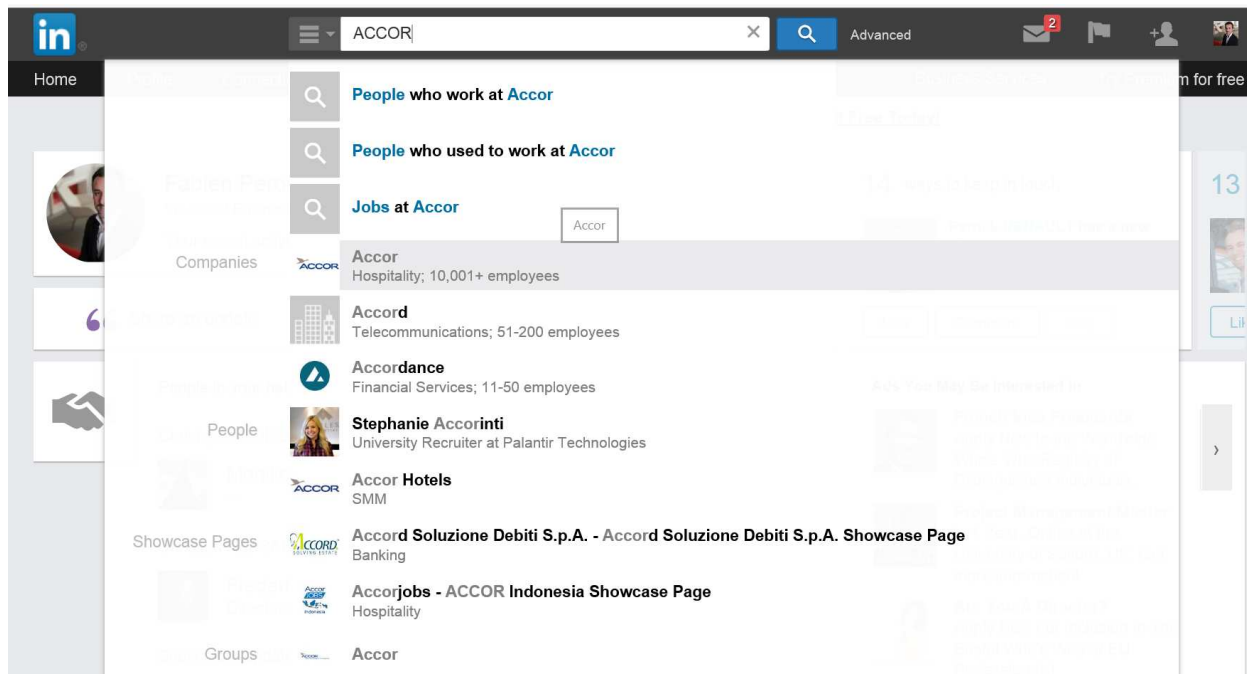 in
ACCOR
Advanced
2
Home
m for free
People who work at Accor
People who used to work at Accor
Jobs at Accor
Accor
13
Companies
ACCOR
Accor
Hospitality; 10,001+ employees
Accord
Telecommunications; 51-200 employees
Lik
Accordance
Financial Services; 11-50 employees
People
Stephanie Accorinti
University Recruiter at Palantir Technologies
ACCOR
Accor Hotels
SMM
Showcase Pages
ACCORD
Accord Soluzione Debiti S.p.A. - Accord Soluzione Debiti S.p.A. Showcase Page
Banking
Accorjobs - ACCOR Indonesia Showcase Page
Hospitality
Groups
Accor